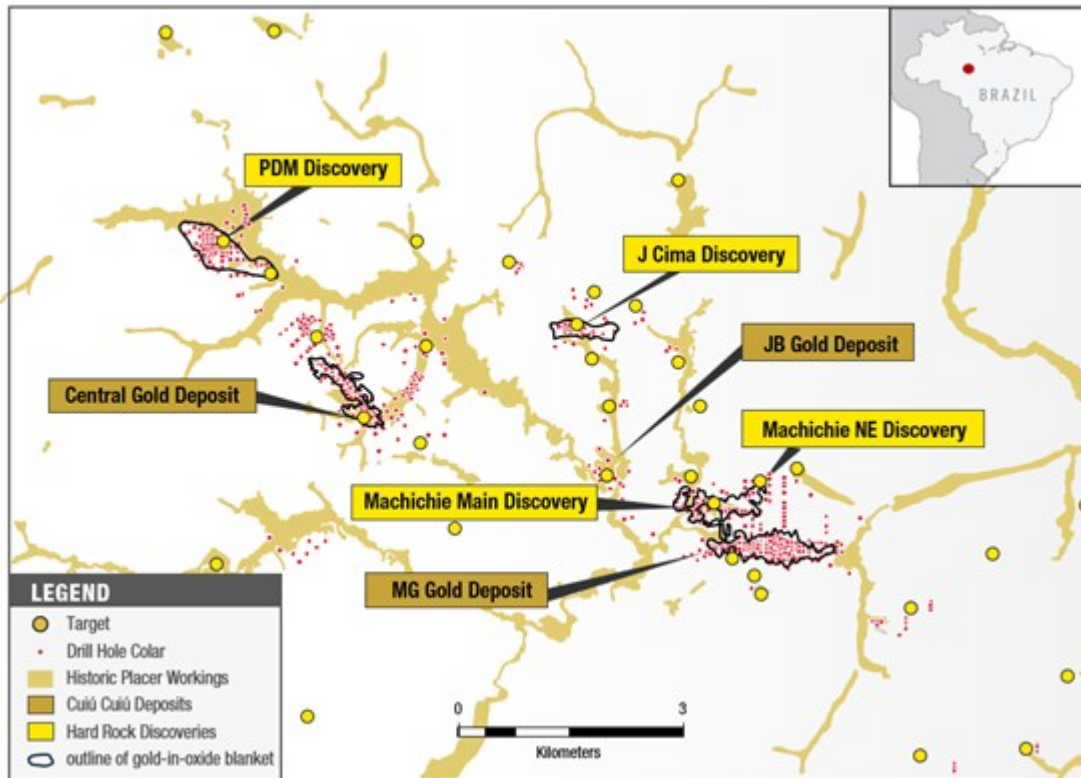 BRAZIL
PDM Discovery
J Cima Discovery
JB Gold Deposit
Central Gold Deposit
Machichie NE Discovery
Machichie Main Discovery
MG Gold Deposit
LEGEND
Target
Drill Hole Colar
Historic Placer Workings
Cuiú Cuiú Deposits
Hard Rock Discoveries
outline of gold-in-oxide blanket
0 3
Kilometers